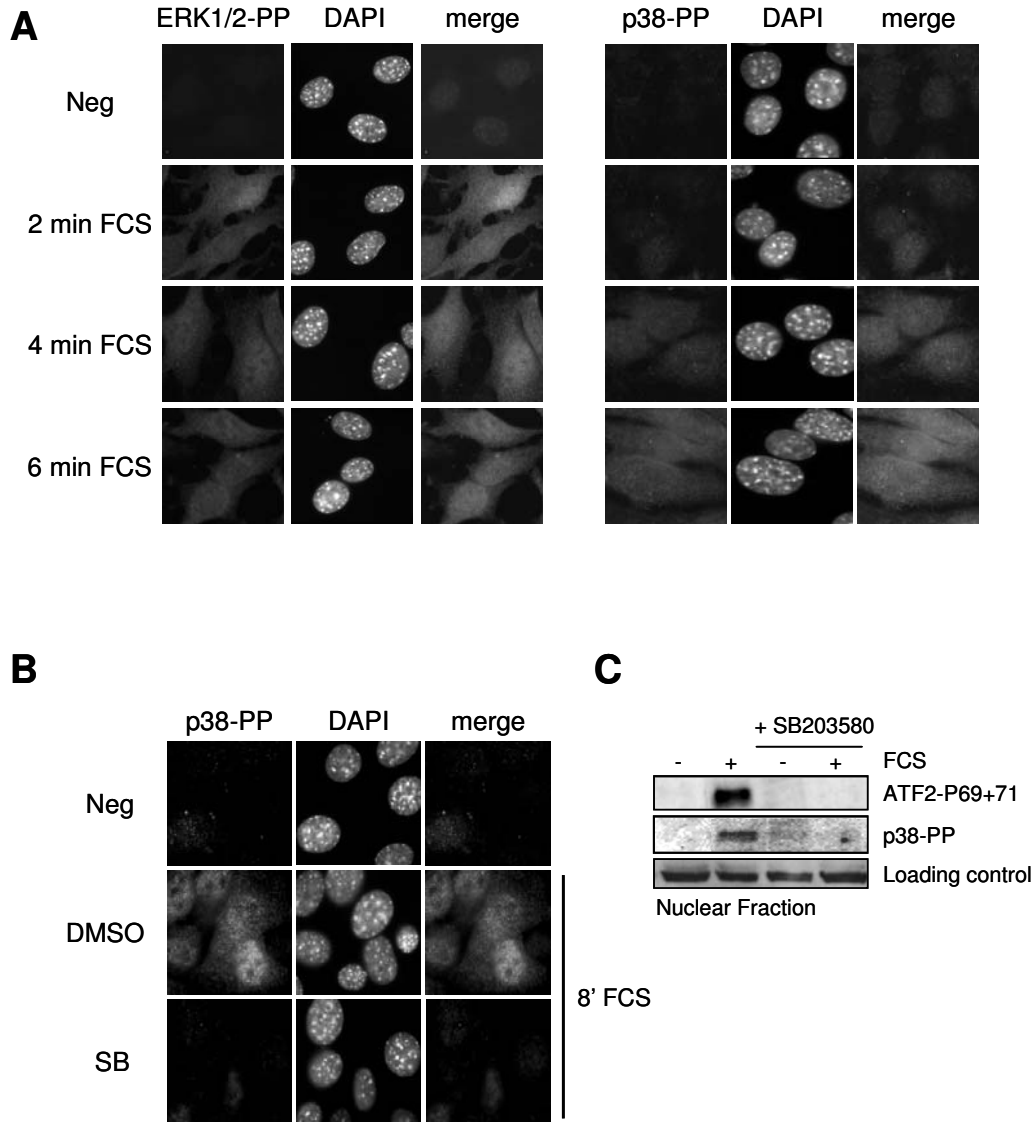 A
ERK1/2-PP DAPI merge p38-PP DAPI merge
Neg
2 min FCS
4 min FCS
6 min FCS
B
C
p38-PP DAPI merge
Neg
DMSO
SB
8’ FCS
+ SB203580
- + - + FCS
ATF2-P69+71
p38-PP
Loading control
Nuclear Fraction